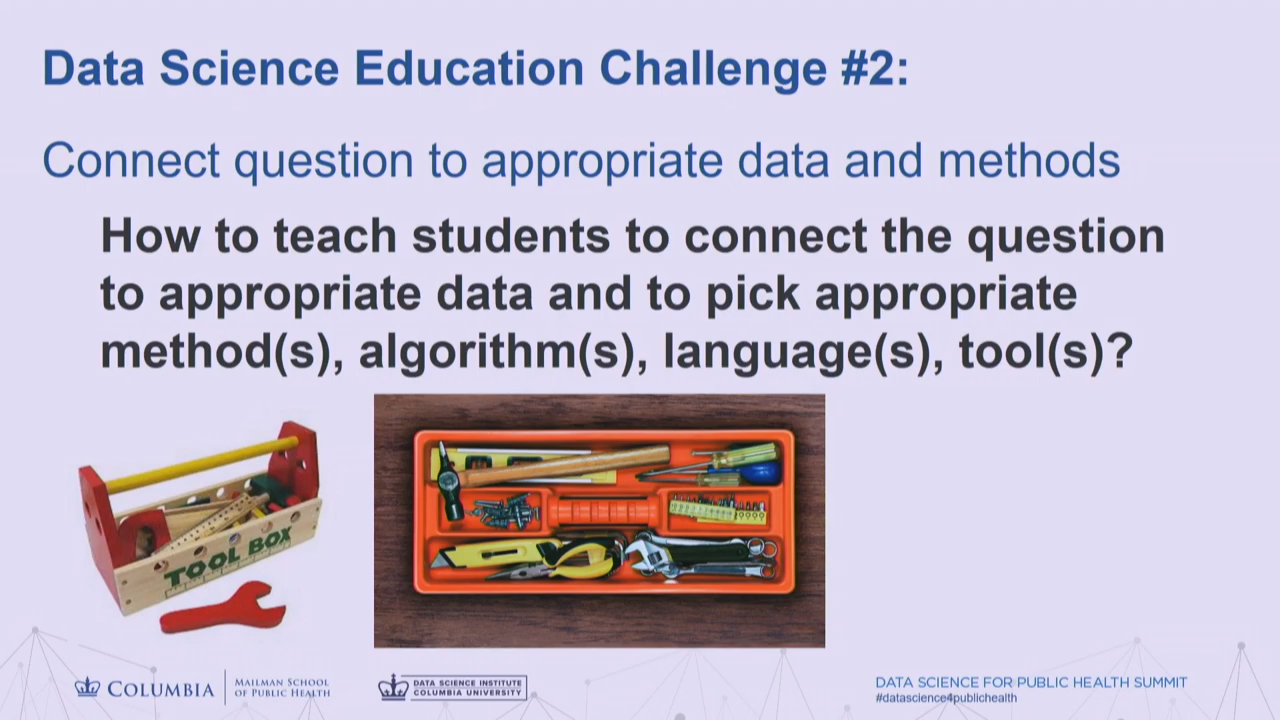 Data Science Education Challenge #2:
Connect question to appropriate data and methods
How to teach students to connect the question
to appropriate data and to pick appropriate
method(s), algorithm(s), language(s), tool(s)?
TOOL BOX
COLUMBIA
MAILMAN SCHOOL
OF PUBLIC HEALTH
DATA SCIENCE INSTITUTE
COLUMBIA UNIVERSITY
DATA SCIENCE FOR PUBLIC HEALTH SUMMIT
#datascience4publichealth